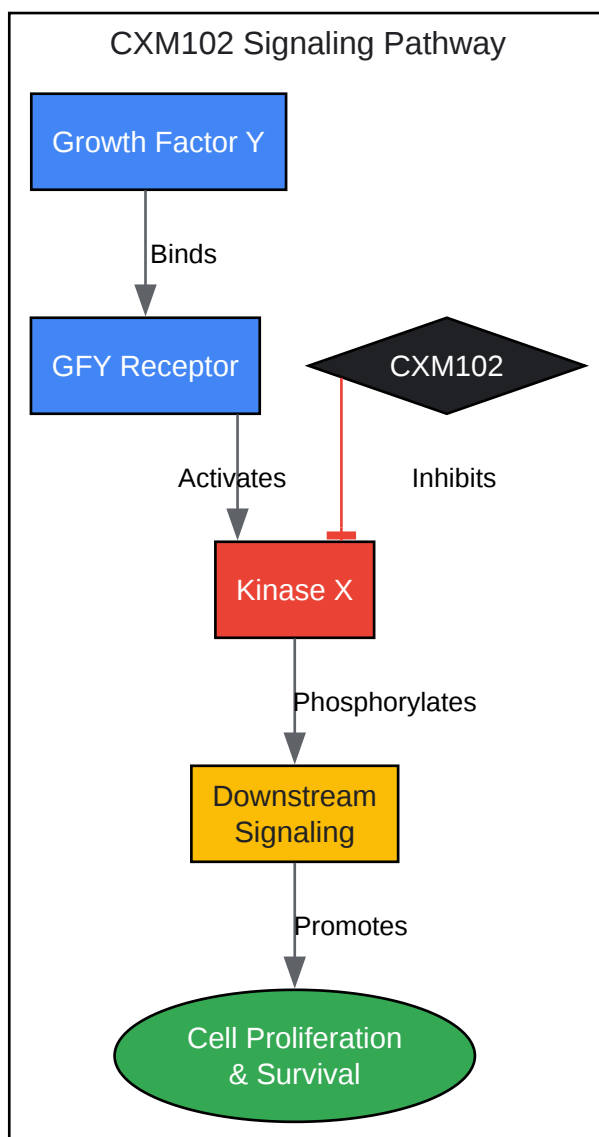 CXM102 Signaling Pathway
Growth Factor Y
Binds
GFY Receptor
CXM102
Activates
Inhibits
Kinase X
Phosphorylates
Downstream
Signaling
Promotes
Cell Proliferation
& Survival